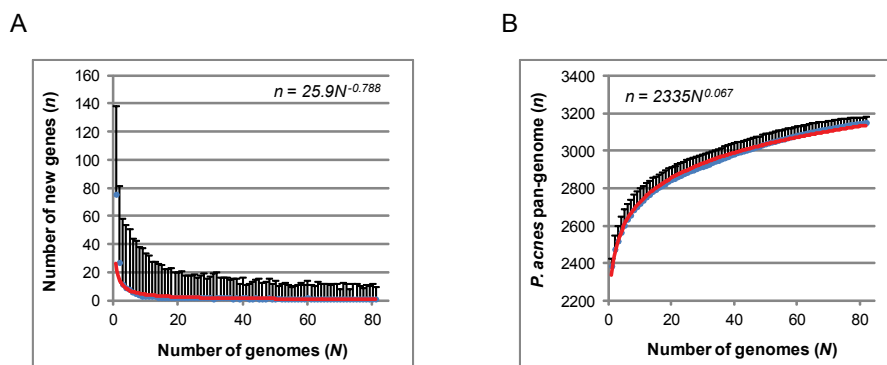 A
B
n = 25.9N^-0.788
Number of new genes (n)
160
140
120
100
80
60
40
20
0
0 20 40 60 80
Number of genomes (N)
n = 2335N^0.067
P. acnes pan-genome (n)
3400
3200
3000
2800
2600
2400
2200
0 20 40 60 80
Number of genomes (N)